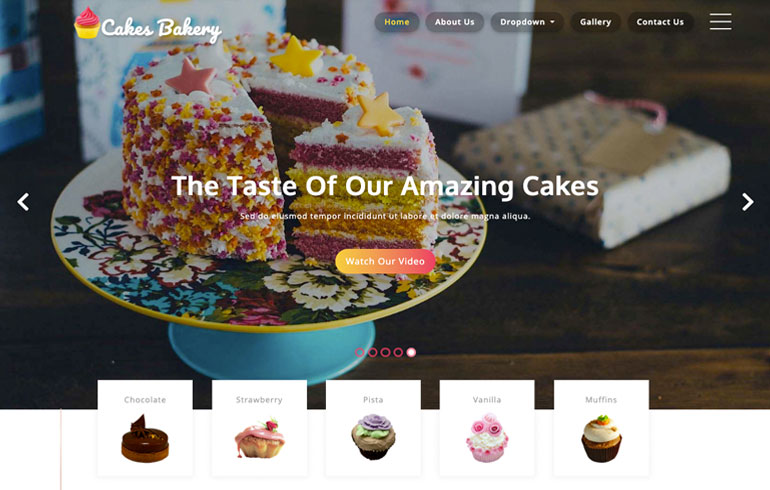 Cakes Bakery
Home
About Us
Dropdown
Gallery
Contact Us
The Taste Of Our Amazing Cakes
Sed do eiusmod tempor incididunt ut labore et dolore magna aliqua.
Watch Our Video
Chocolate
Strawberry
Pista
Vanilla
Muffins